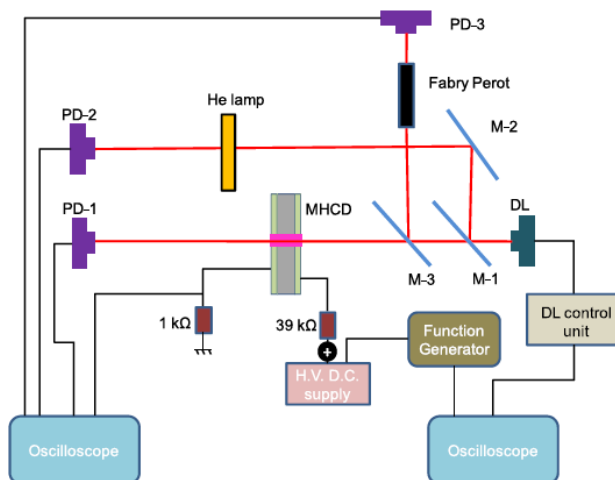 PD-3
Fabry Perot
He lamp
PD-2
M-2
MHCD
DL
PD-1
M-3
M-1
1 kΩ
39 kΩ
+
Function
Generator
DL control
unit
H.V. D.C.
supply
Oscilloscope
Oscilloscope